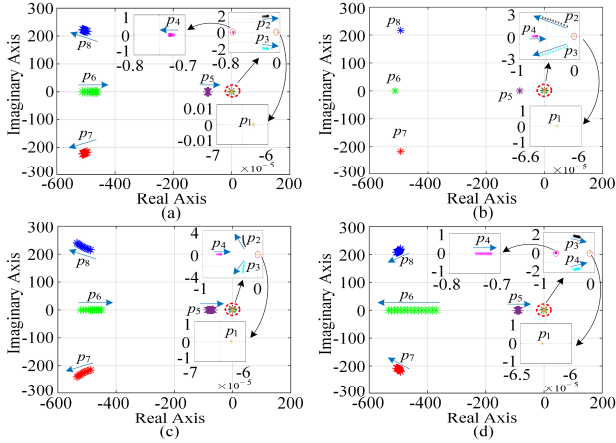 Imaginary Axis
300
200
100
0
-100
-200
-300
-600 -400 -200 0 200
Real Axis
(a)
p8
p6
p7
p5
1
0
-1
p4
-0.8 -0.7
2
0
-2
p2
p3
-0.8 0
0.01
0
-0.01
p1
-7 -6
×10⁻⁵
Imaginary Axis
300
200
100
0
-100
-200
-300
-600 -400 -200 0 200
Real Axis
(b)
p8
p6
p7
p5
3
0
-3
p2
p4
p3
-1 0
1
0
-1
p1
-6.6 -6
×10⁻⁵
Imaginary Axis
300
200
100
0
-100
-200
-300
-600 -400 -200 0 200
Real Axis
(c)
p8
p6
p7
p5
4
0
-4
p4
p2
p3
-1 0
1
0
-1
p1
-7 -6
×10⁻⁵
Imaginary Axis
300
200
100
0
-100
-200
-300
-600 -400 -200 0 200
Real Axis
(d)
p8
p6
p7
p5
1
0
-1
p4
-0.8 -0.7
2
0
p3
p4
-1 0
1
0
-1
p1
-6.5 -6
×10⁻⁵